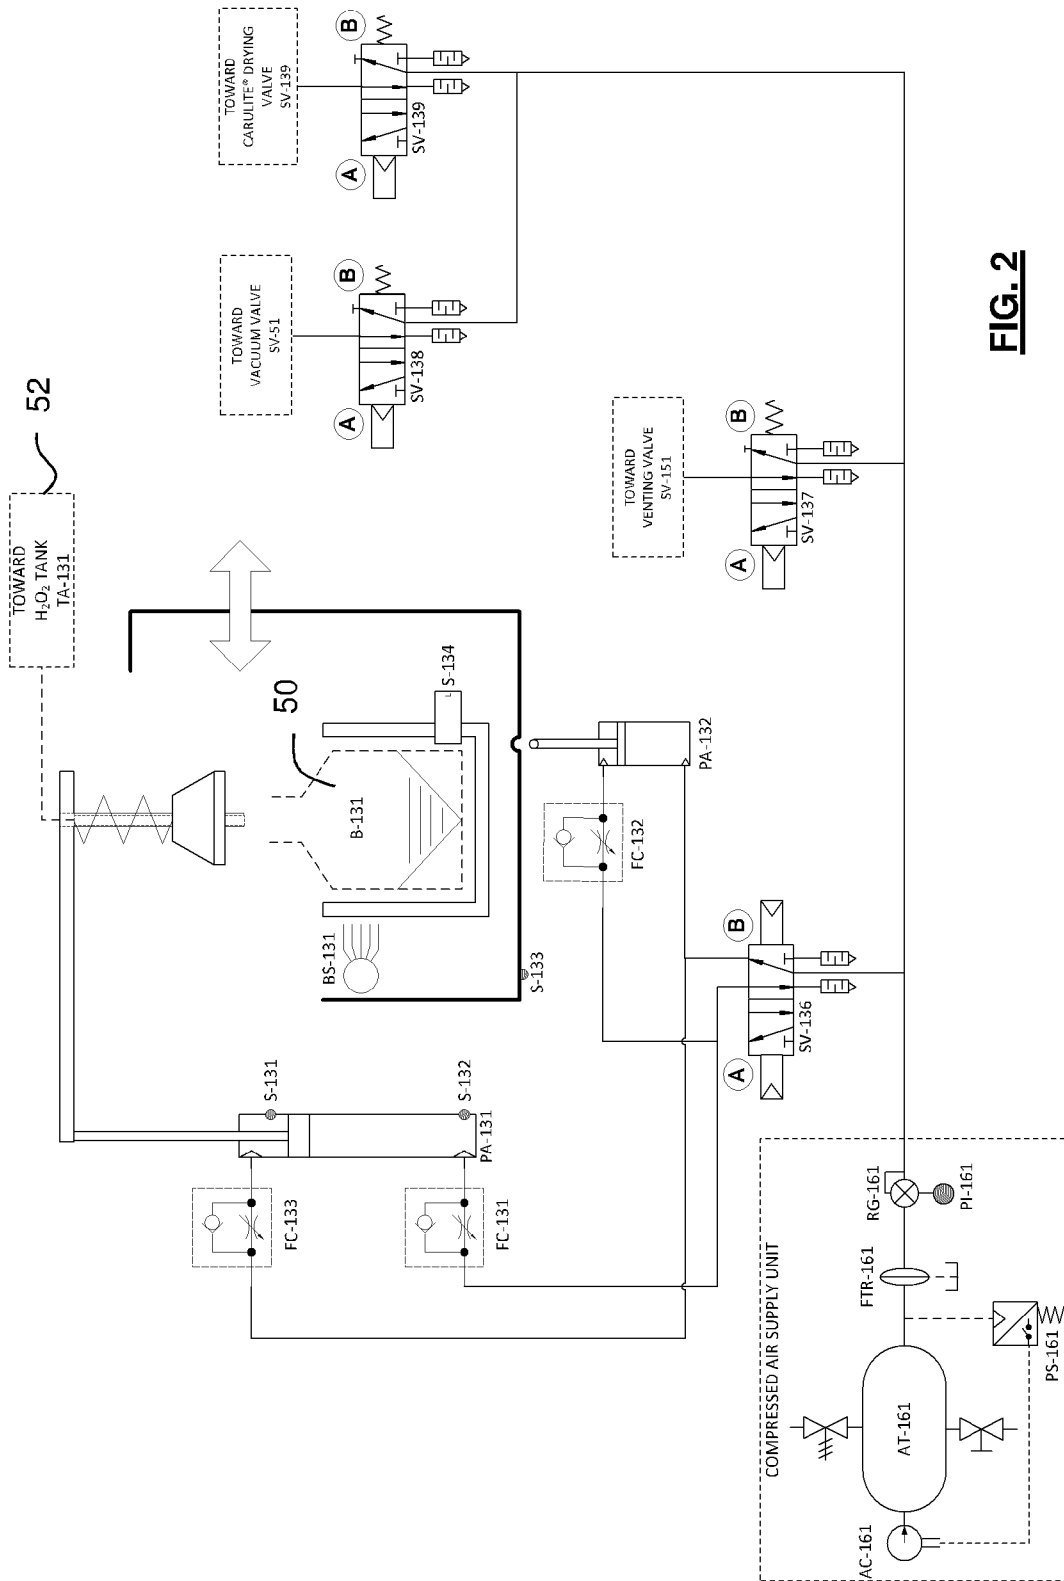 TOWARD
H₂O₂ TANK
TA-131
52
TOWARD
CARULITE® DRYING
VALVE
SV-139
A
B
SV-139
TOWARD
VACUUM VALVE
SV-51
A
B
SV-138
TOWARD
VENTING VALVE
SV-151
A
B
SV-137
50
B-131
S-134
BS-131
S-133
S-131
S-132
PA-131
FC-133
FC-131
FC-132
PA-132
A
B
SV-136
COMPRESSED AIR SUPPLY UNIT
AC-161
AT-161
PS-161
FTR-161
RG-161
PI-161
FIG. 2